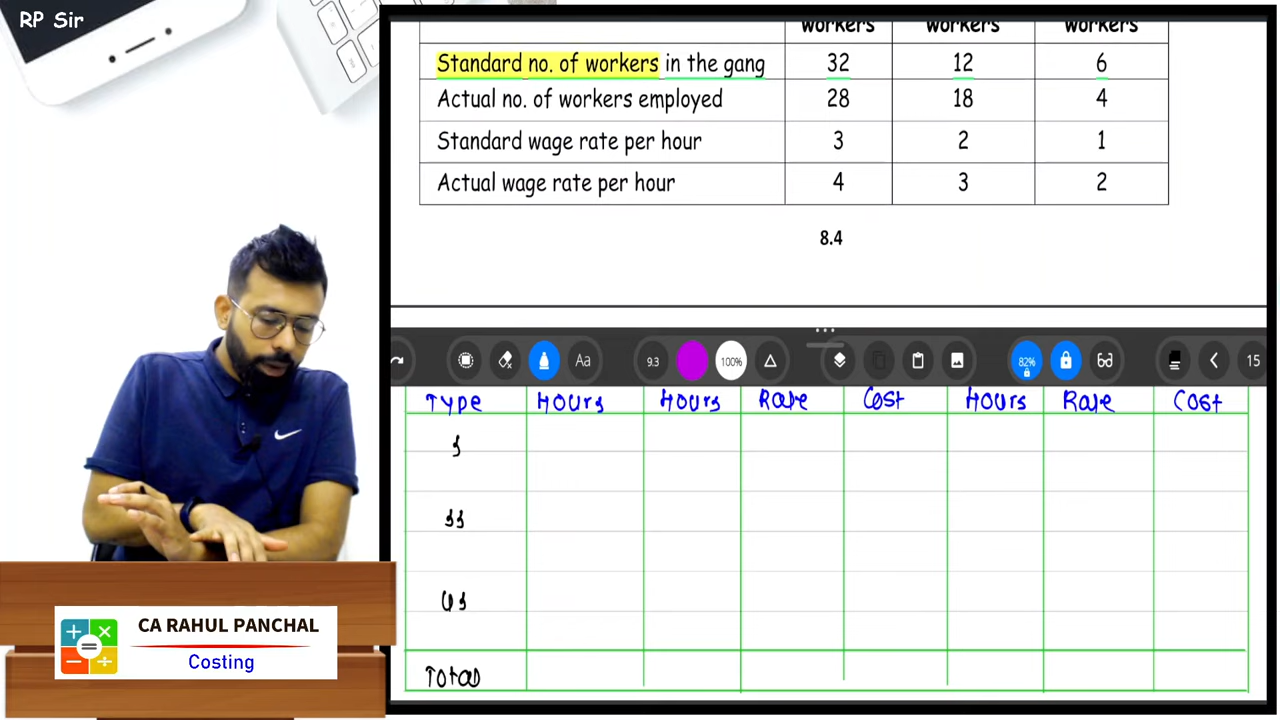 RP Sir
workers workers workers
Standard no. of workers in the gang 32 12 6
Actual no. of workers employed 28 18 4
Standard wage rate per hour 3 2 1
Actual wage rate per hour 4 3 2
8.4
Aa 9.3 100% 82% 15
Type Hours Hours Rate Cost Hours Rate Cost
S
SS
US
Total
CA RAHUL PANCHAL
Costing